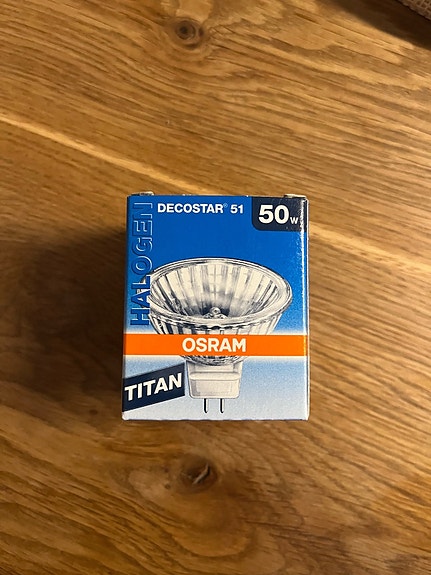 DECOSTAR® 51
50W
HALOGEN
OSRAM
TITAN